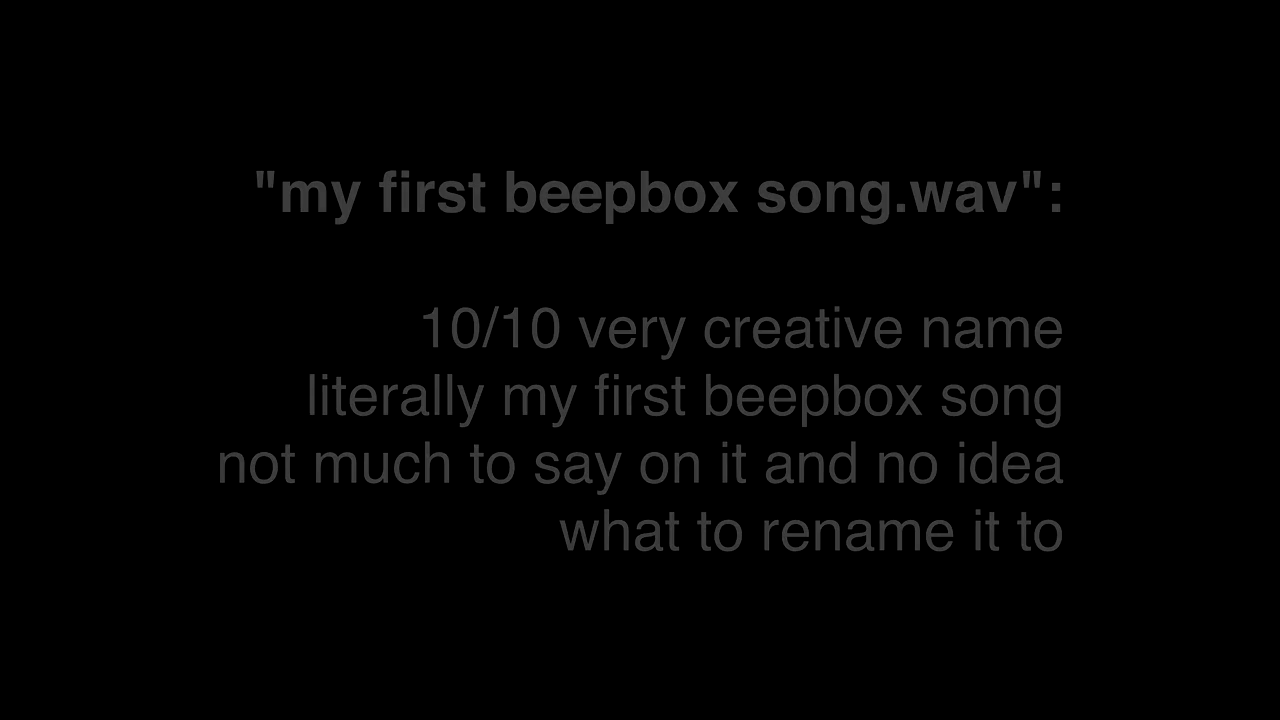 "my first beepbox song.wav":
10/10 very creative name
literally my first beepbox song
not much to say on it and no idea
what to rename it to